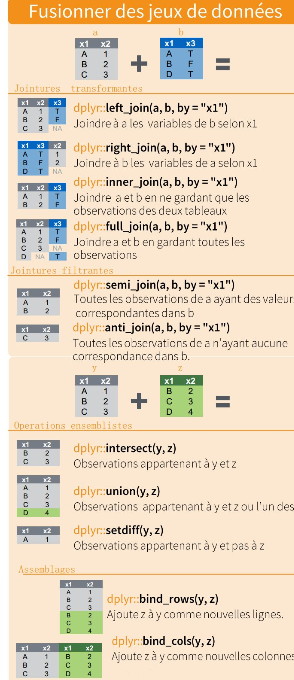 Fusionner des jeux de données
a b
x1 x2 x1 x3
A 1 A T
B 2 + B F =
C 3 D T
Jointures transformantes
x1 x2 x3
A 1 T
B 2 F
C 3 NA
dplyr::left_join(a, b, by = "x1")
Joindre à a les variables de b selon x1
x1 x3 x2
A T 1
B F 2
D T NA
dplyr::right_join(a, b, by = "x1")
Joindre à b les variables de a selon x1
x1 x2 x3
A 1 T
B 2 F
dplyr::inner_join(a, b, by = "x1")
Joindre a et b en ne gardant que les
observations des deux tableaux
x1 x2 x3
A 1 T
B 2 F
C 3 NA
D NA T
dplyr::full_join(a, b, by = "x1")
Joindre a et b en gardant toutes les
observations
Jointures filtrantes
x1 x2
A 1
B 2
dplyr::semi_join(a, b, by = "x1")
Toutes les observations de a ayant des valeur
correspondantes dans b
x1 x2
C 3
dplyr::anti_join(a, b, by = "x1")
Toutes les observations de a n'ayant aucune
correspondance dans b.
y z
x1 x2 x1 x2
A 1 B 2
B 2 + C 3 =
C 3 D 4
Operations ensemblistes
x1 x2
B 2
C 3
dplyr::intersect(y, z)
Observations appartenant à y et z
x1 x2
A 1
B 2
C 3
D 4
dplyr::union(y, z)
Observations appartenant à y et z ou l'un des
x1 x2
A 1
dplyr::setdiff(y, z)
Observations appartenant à y et pas à z
Assemblages
x1 x2
A 1
B 2
C 3
B 2
C 3
D 4
dplyr::bind_rows(y, z)
Ajoute z à y comme nouvelles lignes.
x1 x2 x1 x2
A 1 B 2
B 2 C 3
C 3 D 4
dplyr::bind_cols(y, z)
Ajoute z à y comme nouvelles colonnes